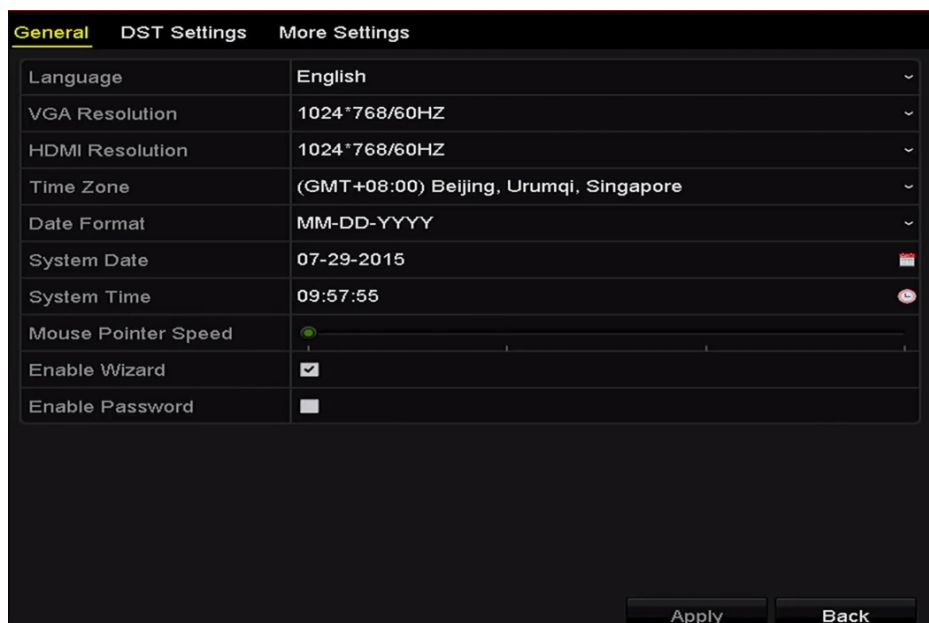 General DST Settings More Settings
Language English
VGA Resolution 1024*768/60HZ
HDMI Resolution 1024*768/60HZ
Time Zone (GMT+08:00) Beijing, Urumqi, Singapore
Date Format MM-DD-YYYY
System Date 07-29-2015
System Time 09:57:55
Mouse Pointer Speed
Enable Wizard
Enable Password
Apply Back